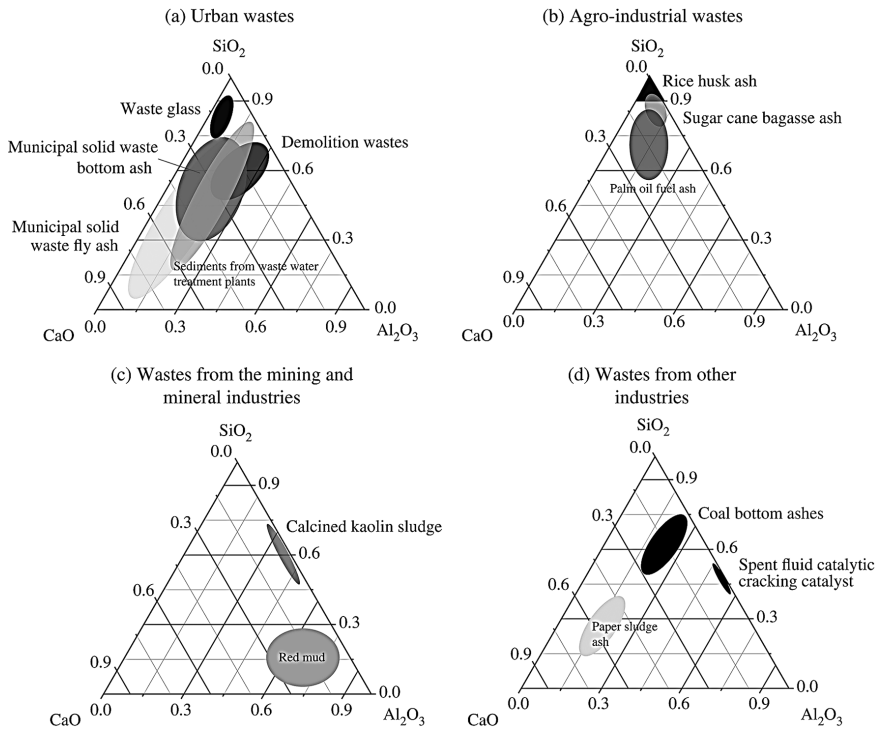 (a) Urban wastes
SiO2
0.0
0.9
Waste glass
0.3
Demolition wastes
Municipal solid waste
bottom ash
0.6
0.6
Municipal solid
waste fly ash
0.3
Sediments from waste water
treatment plants
0.9
0.0
CaO
0.0
0.3
0.6
0.9
Al2O3
(b) Agro-industrial wastes
SiO2
0.0
Rice husk ash
0.9
Sugar cane bagasse ash
0.3
0.6
Palm oil fuel ash
0.6
0.3
0.9
0.0
CaO
0.0
0.3
0.6
0.9
Al2O3
(c) Wastes from the mining and
mineral industries
SiO2
0.0
0.9
0.3
Calcined kaolin sludge
0.6
0.6
0.3
Red mud
0.9
0.0
CaO
0.0
0.3
0.6
0.9
Al2O3
(d) Wastes from other
industries
SiO2
0.0
0.9
0.3
Coal bottom ashes
0.6
Spent fluid catalytic
cracking catalyst
0.6
0.3
Paper sludge
ash
0.9
0.0
CaO
0.0
0.3
0.6
0.9
Al2O3